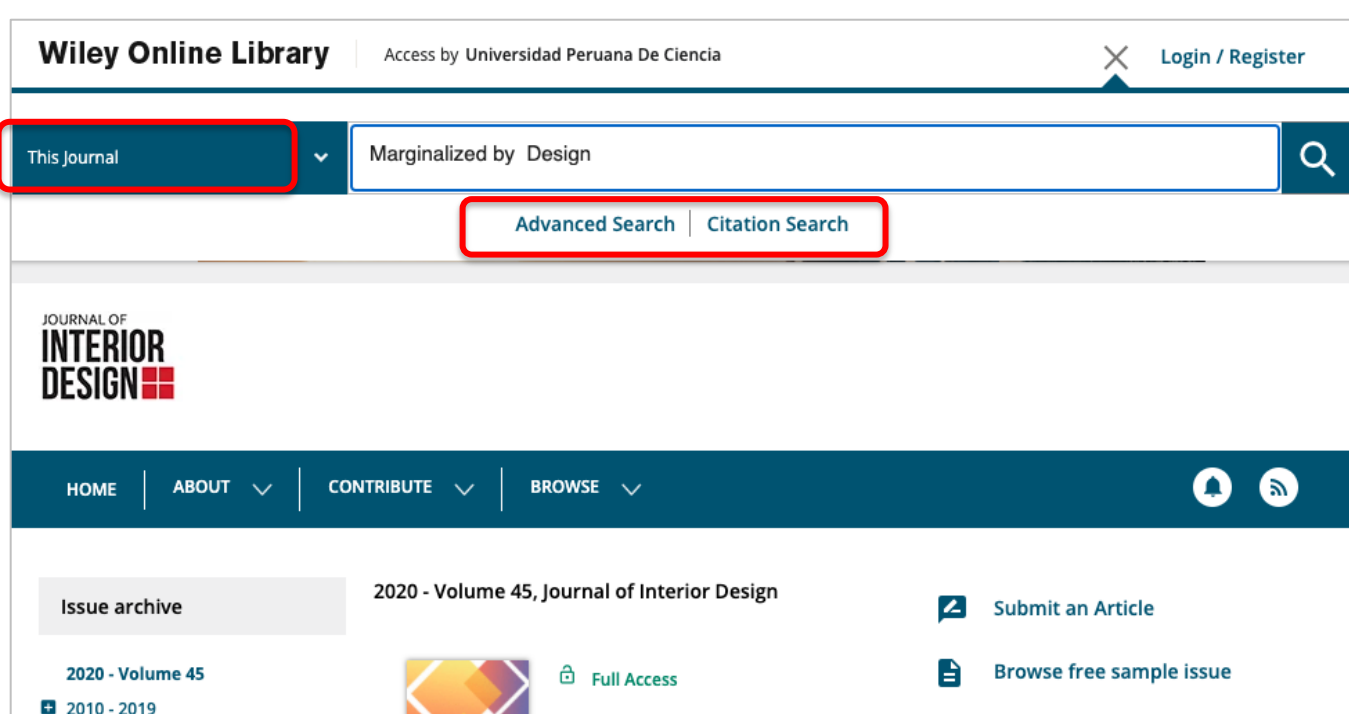 Wiley Online Library Access by Universidad Peruana De Ciencia Login / Register
This Journal Marginalized by Design
Advanced Search Citation Search
JOURNAL OF
INTERIOR
DESIGN
HOME ABOUT CONTRIBUTE BROWSE
Issue archive
2020 - Volume 45
2010 - 2019
2020 - Volume 45, Journal of Interior Design
Full Access
Submit an Article
Browse free sample issue